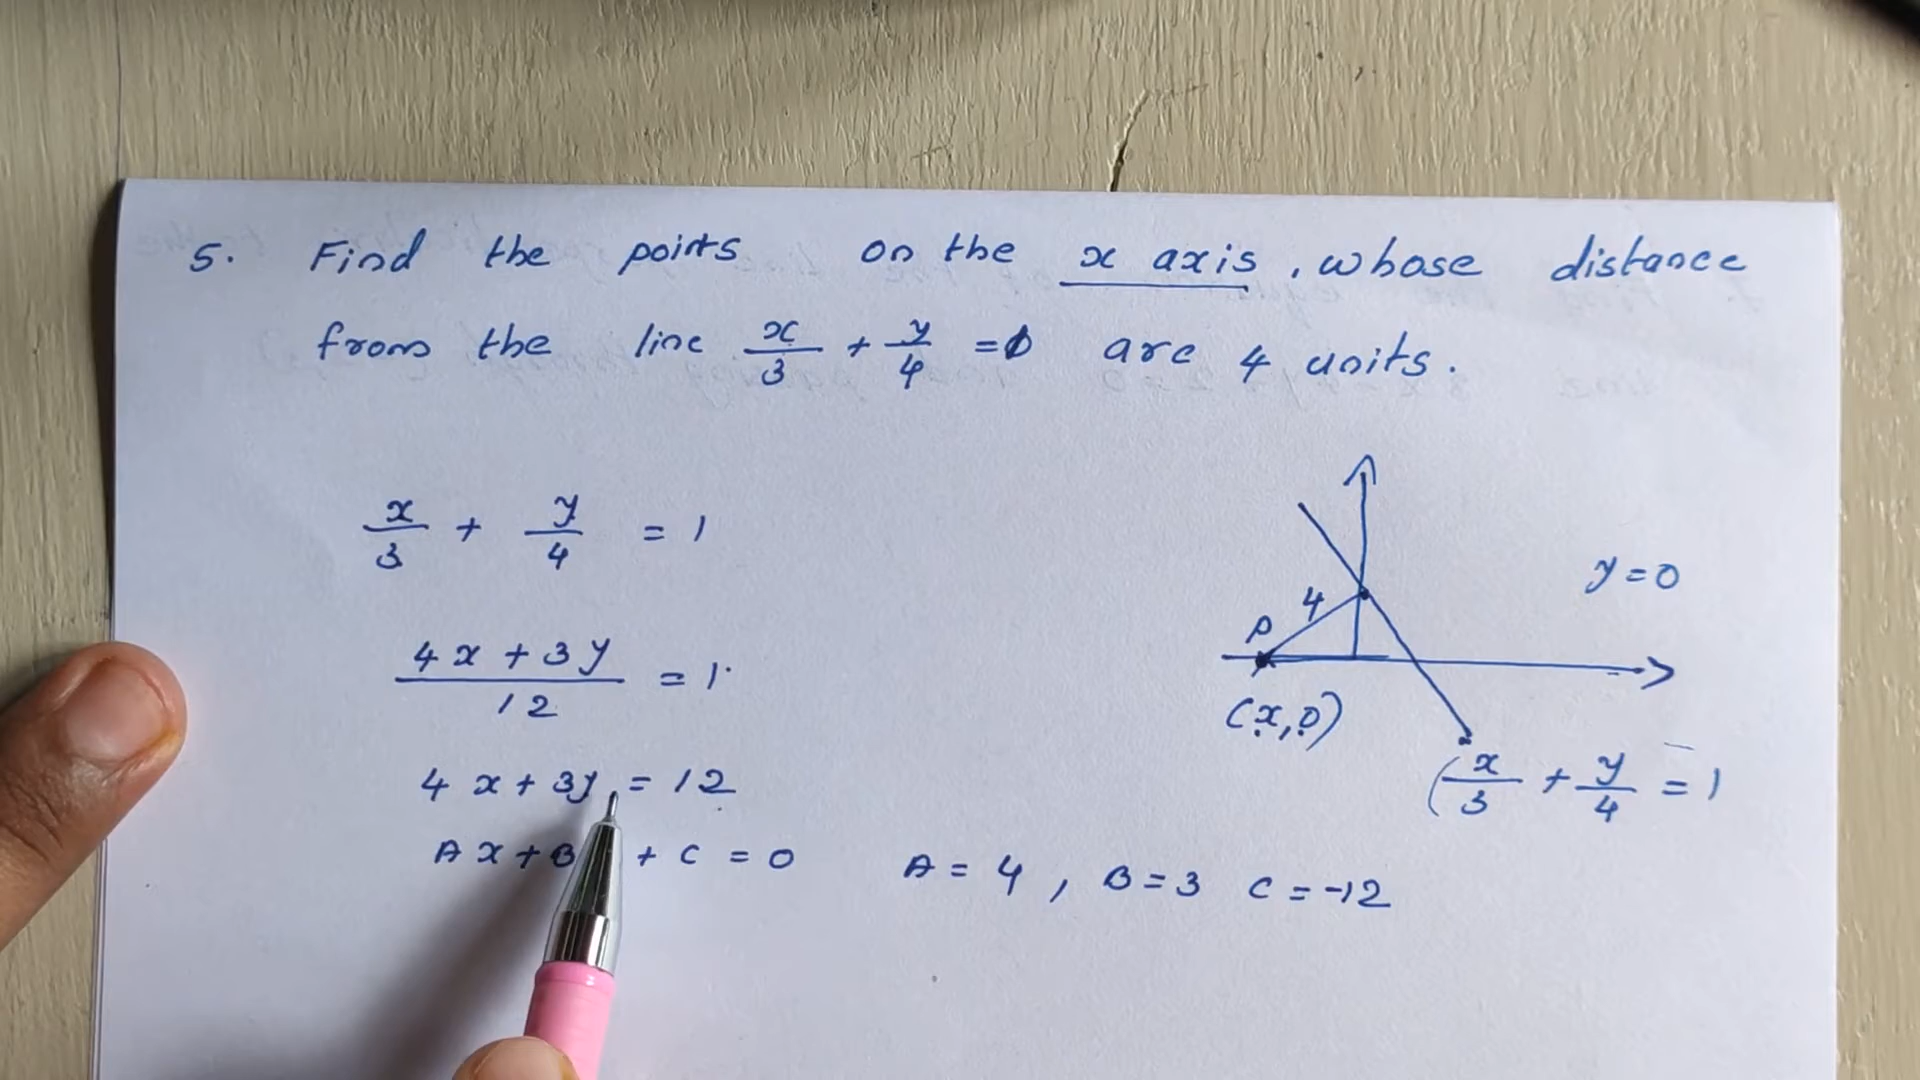 5. Find the points on the x axis, whose distance
from the line x/3 + y/4 = 1 are 4 units.
x/3 + y/4 = 1
(4x + 3y)/12 = 1
4x + 3y = 12
Ax + B + C = 0 A = 4, B = 3 C = -12
y = 0
4
P
(x, 0)
(x/3 + y/4 = 1